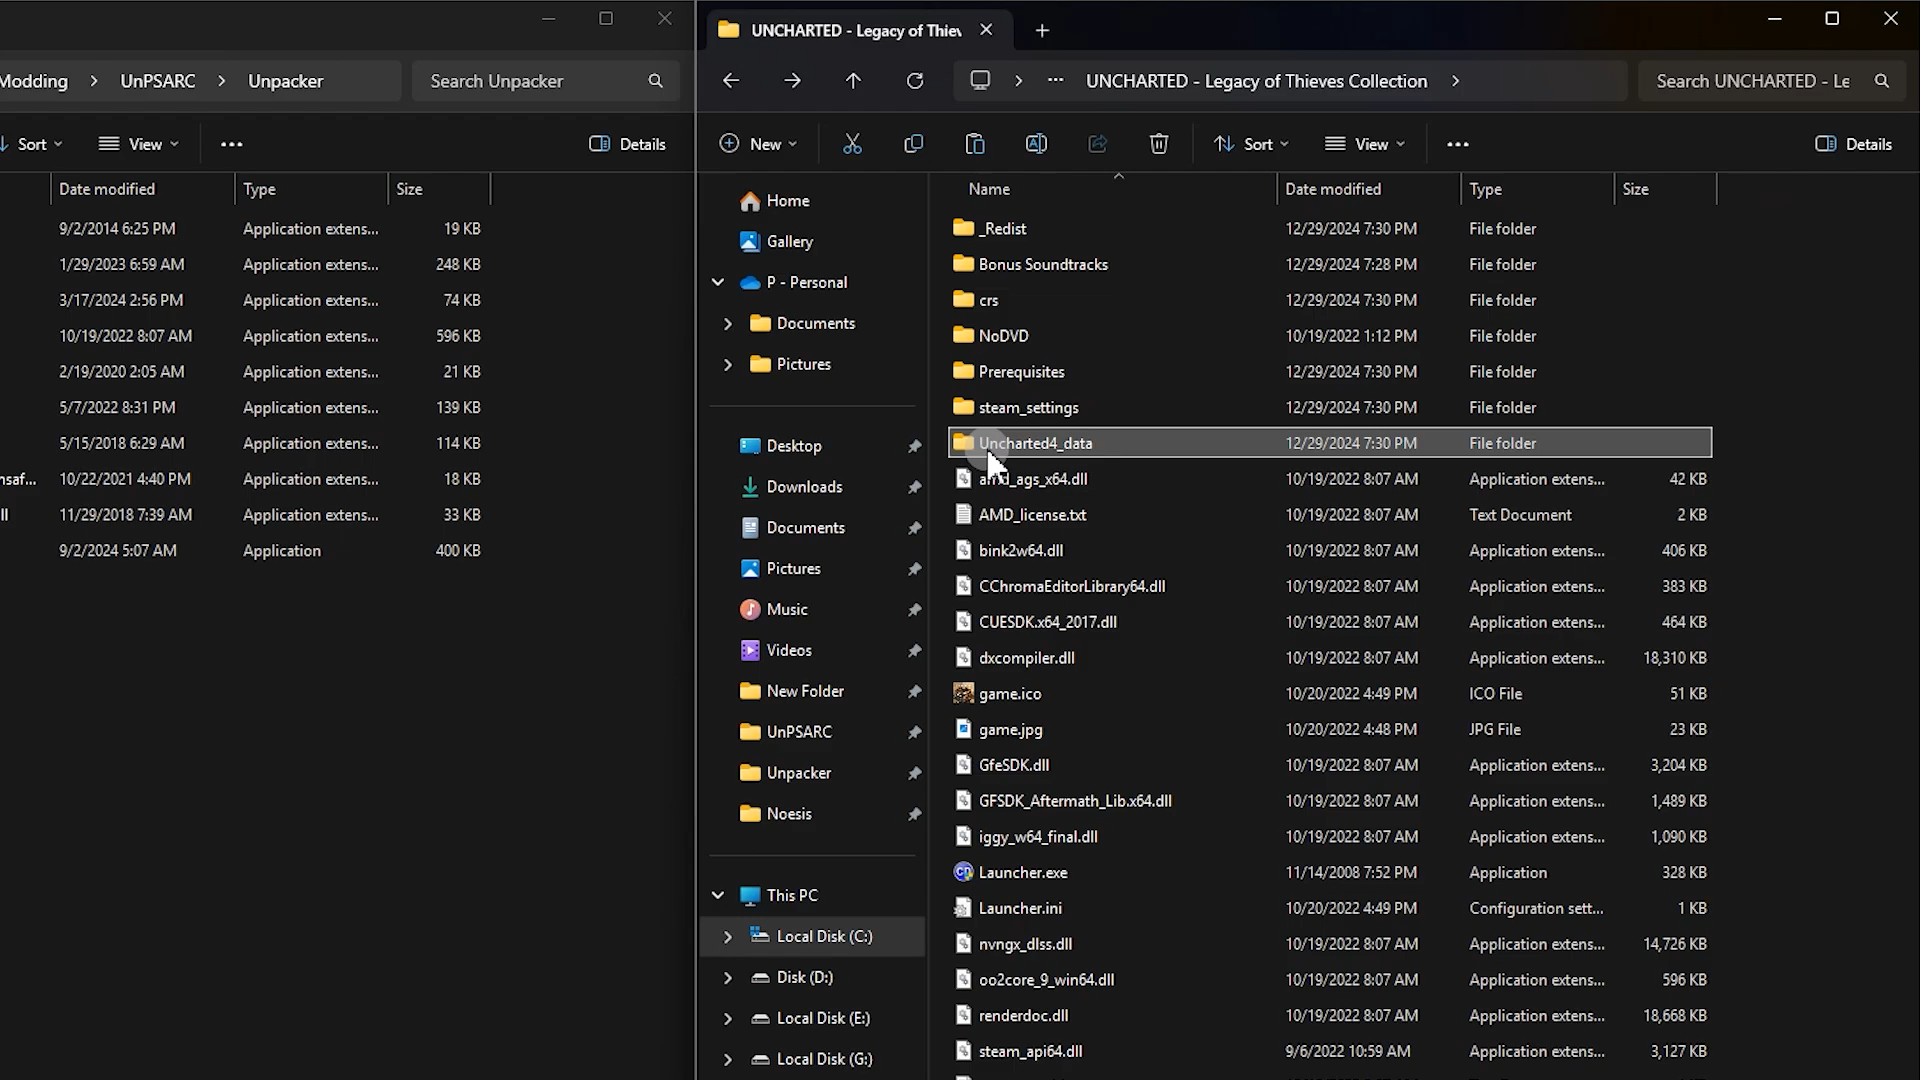 Modding > UnPSARC > Unpacker
Search Unpacker
Sort
View
Details
Date modified Type Size
9/2/2014 6:25 PM Application extens... 19 KB
1/29/2023 6:59 AM Application extens... 248 KB
3/17/2024 2:56 PM Application extens... 74 KB
10/19/2022 8:07 AM Application extens... 596 KB
2/19/2020 2:05 AM Application extens... 21 KB
5/7/2022 8:31 PM Application extens... 139 KB
5/15/2018 6:29 AM Application extens... 114 KB
nsaf... 10/22/2021 4:40 PM Application extens... 18 KB
ll 11/29/2018 7:39 AM Application extens... 33 KB
9/2/2024 5:07 AM Application 400 KB
UNCHARTED - Legacy of Thiev
UNCHARTED - Legacy of Thieves Collection
Search UNCHARTED - Le
New
Sort
View
Details
Home
Gallery
P - Personal
Documents
Pictures
Desktop
Downloads
Documents
Pictures
Music
Videos
New Folder
UnPSARC
Unpacker
Noesis
This PC
Local Disk (C:)
Disk (D:)
Local Disk (E:)
Local Disk (G:)
Name Date modified Type Size
_Redist 12/29/2024 7:30 PM File folder
Bonus Soundtracks 12/29/2024 7:28 PM File folder
crs 12/29/2024 7:30 PM File folder
NoDVD 10/19/2022 1:12 PM File folder
Prerequisites 12/29/2024 7:30 PM File folder
steam_settings 12/29/2024 7:30 PM File folder
Uncharted4_data 12/29/2024 7:30 PM File folder
amd_ags_x64.dll 10/19/2022 8:07 AM Application extens... 42 KB
AMD_license.txt 10/19/2022 8:07 AM Text Document 2 KB
bink2w64.dll 10/19/2022 8:07 AM Application extens... 406 KB
CChromaEditorLibrary64.dll 10/19/2022 8:07 AM Application extens... 383 KB
CUESDK.x64_2017.dll 10/19/2022 8:07 AM Application extens... 464 KB
dxcompiler.dll 10/19/2022 8:07 AM Application extens... 18,310 KB
game.ico 10/20/2022 4:49 PM ICO File 51 KB
game.jpg 10/20/2022 4:48 PM JPG File 23 KB
GfeSDK.dll 10/19/2022 8:07 AM Application extens... 3,204 KB
GFSDK_Aftermath_Lib.x64.dll 10/19/2022 8:07 AM Application extens... 1,489 KB
iggy_w64_final.dll 10/19/2022 8:07 AM Application extens... 1,090 KB
Launcher.exe 11/14/2008 7:52 PM Application 328 KB
Launcher.ini 10/20/2022 4:49 PM Configuration sett... 1 KB
nvngx_dlss.dll 10/19/2022 8:07 AM Application extens... 14,726 KB
oo2core_9_win64.dll 10/19/2022 8:07 AM Application extens... 596 KB
renderdoc.dll 10/19/2022 8:07 AM Application extens... 18,668 KB
steam_api64.dll 9/6/2022 10:59 AM Application extens... 3,127 KB